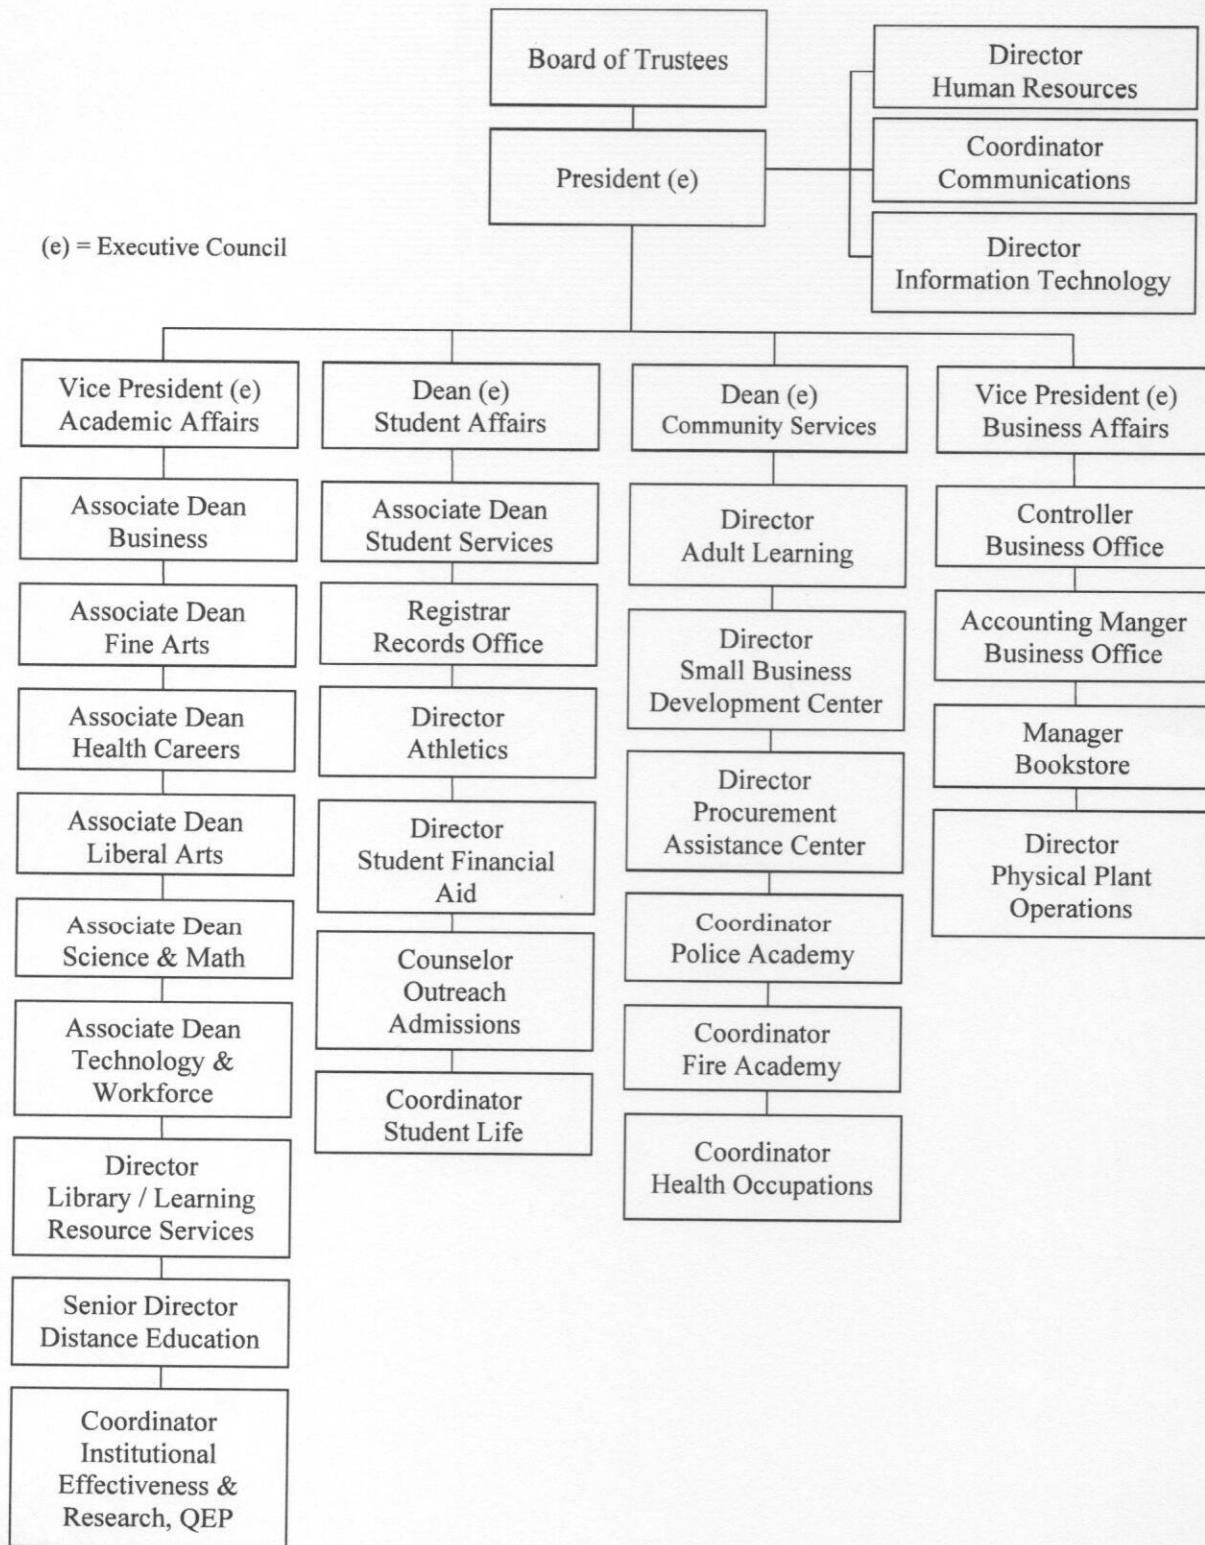 Board of Trustees
President (e)
Director
Human Resources
Coordinator
Communications
Director
Information Technology
(e) = Executive Council
Vice President (e)
Academic Affairs
Associate Dean
Business
Associate Dean
Fine Arts
Associate Dean
Health Careers
Associate Dean
Liberal Arts
Associate Dean
Science & Math
Associate Dean
Technology &
Workforce
Director
Library / Learning
Resource Services
Senior Director
Distance Education
Coordinator
Institutional
Effectiveness &
Research, QEP
Dean (e)
Student Affairs
Associate Dean
Student Services
Registrar
Records Office
Director
Athletics
Director
Student Financial
Aid
Counselor
Outreach
Admissions
Coordinator
Student Life
Dean (e)
Community Services
Director
Adult Learning
Director
Small Business
Development Center
Director
Procurement
Assistance Center
Coordinator
Police Academy
Coordinator
Fire Academy
Coordinator
Health Occupations
Vice President (e)
Business Affairs
Controller
Business Office
Accounting Manger
Business Office
Manager
Bookstore
Director
Physical Plant
Operations